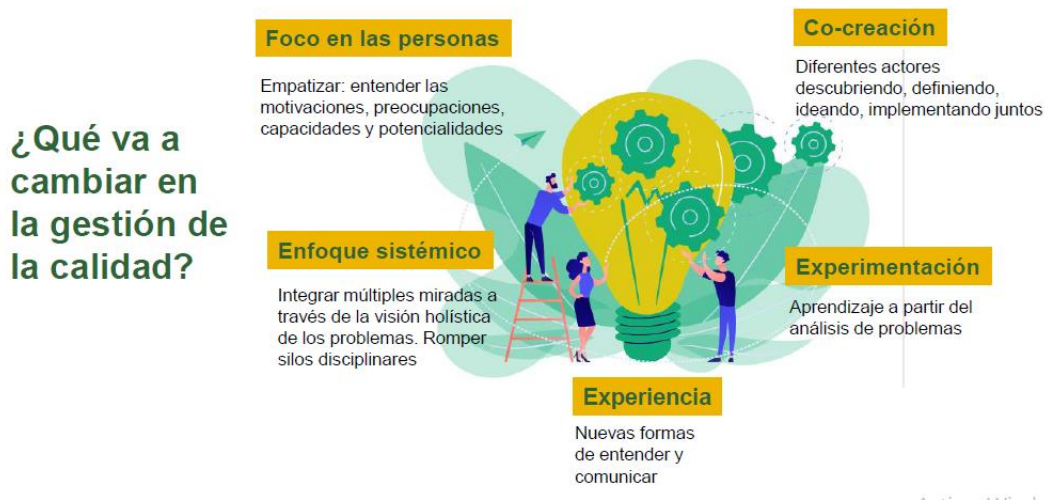 ¿Qué va a
cambiar en
la gestión de
la calidad?
Foco en las personas
Empatizar: entender las
motivaciones, preocupaciones,
capacidades y potencialidades
Co-creación
Diferentes actores
descubriendo, definiendo,
ideando, implementando juntos
Enfoque sistémico
Integrar múltiples miradas a
través de la visión holística
de los problemas. Romper
silos disciplinares
Experimentación
Aprendizaje a partir del
análisis de problemas
Experiencia
Nuevas formas
de entender y
comunicar